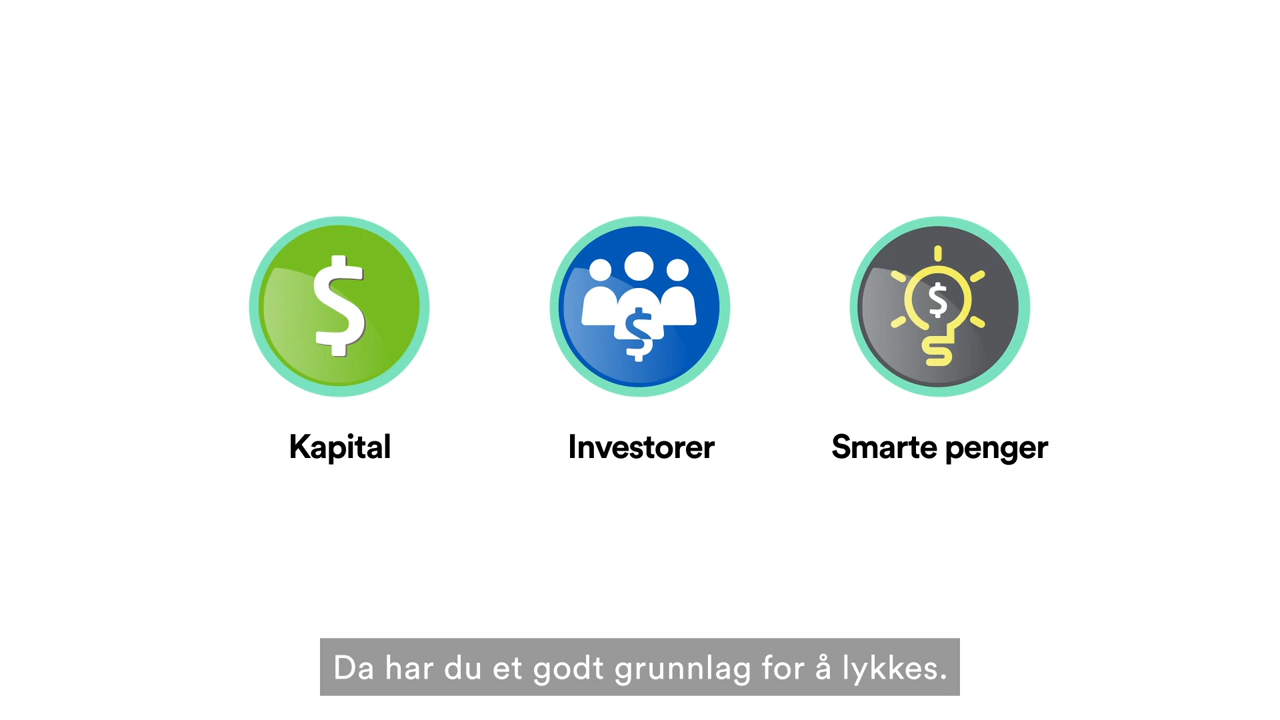 Kapital
Investorer
Smarte penger
Da har du et godt grunnlag for å lykkes.